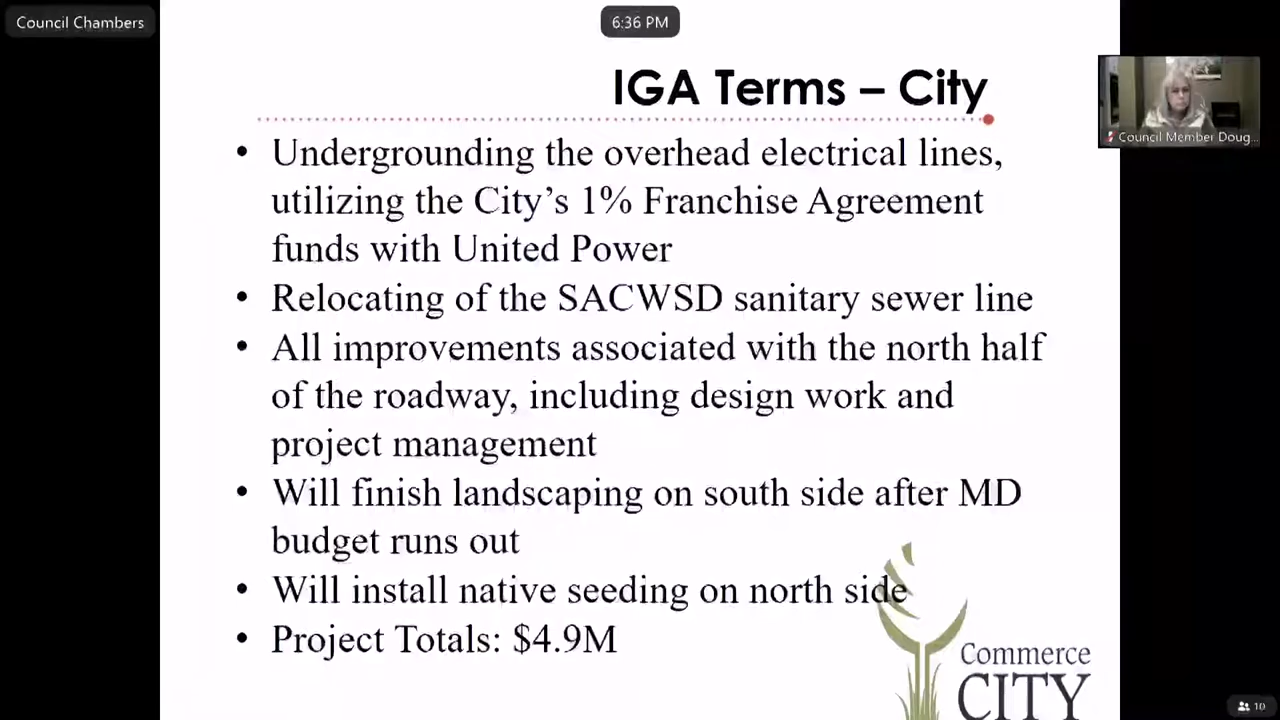 Council Chambers
6:36 PM
IGA Terms – City
Council Member Doug...
• Undergrounding the overhead electrical lines,
utilizing the City’s 1% Franchise Agreement
funds with United Power
• Relocating of the SACWSD sanitary sewer line
• All improvements associated with the north half
of the roadway, including design work and
project management
• Will finish landscaping on south side after MD
budget runs out
• Will install native seeding on north side
• Project Totals: $4.9M
Commerce
CITY
10